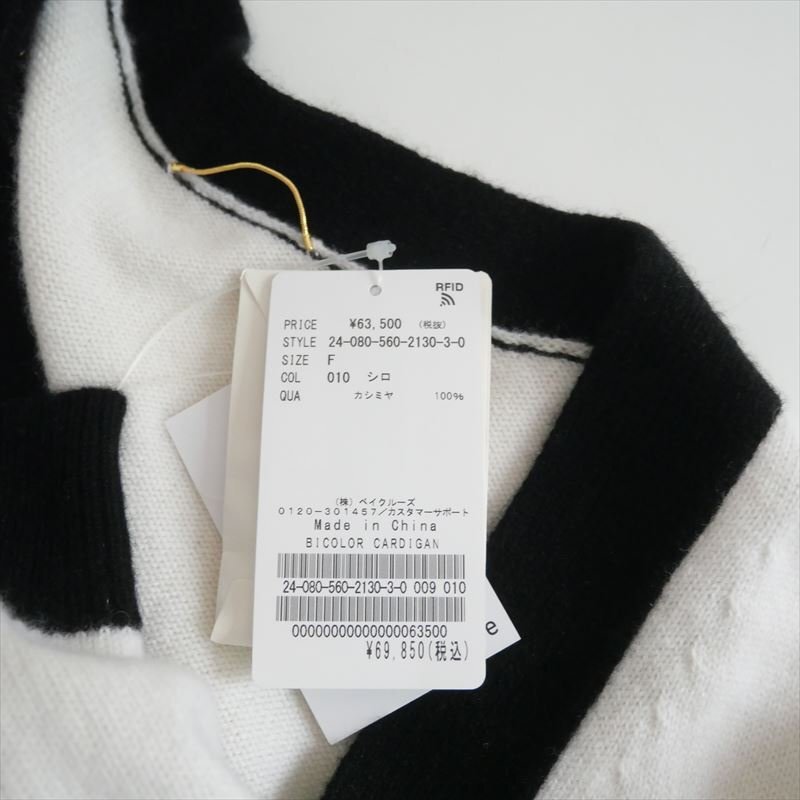 RFID
PRICE ¥63,500 (税抜)
STYLE 24-080-560-2130-3-0
SIZE F
COL 010 シロ
QUA カシミヤ 100%
(株) ベイクルーズ
0120-301457/カスタマーサポート
Made in China
BICOLOR CARDIGAN
24-080-560-2130-3-0 009 010
00000000000000063500
¥69,850(税込)
e